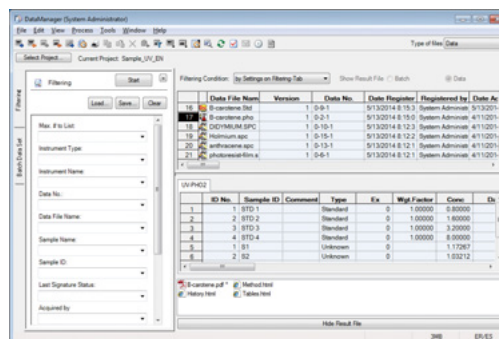 DataManager (System Administrator)
File Edit View Process Tools Window Help
Type of files Data
Select Project... Current Project: Sample_UV_EN
Filtering Start
Load... Save... Clear
Filtering
Batch Data Set
Max. # to List:
Instrument Type:
Instrument Name:
Data No.:
Data File Name:
Sample Name:
Sample ID:
Last Signature Status:
Acquired by
Filtering Condition: by Settings on Filtering-Tab Show Result File Batch Data
Data File Nam Version Data No. Date Register Registered by Date Ac
16 B-carotene.Std 1 0-9-1 5/13/2014 8:15:3 System Administ 5/13/201
17 B-carotene.pho 1 0-2-1 5/13/2014 8:15:0 System Administ 4/11/201
18 DIDYMIUM.SPC 1 0-10-1 5/13/2014 8:12:3 System Administ 4/11/201
19 Holmium.spc 1 0-15-1 5/13/2014 8:12:2 System Administ 4/11/201
20 anthracene.spc 1 0-13-1 5/13/2014 8:12:1 System Administ 4/11/201
21 photoresist-film.s 1 0-6-1 5/13/2014 8:12:1 System Administ 4/11/201
UV-PHO2
ID No. Sample ID Comment Type Ex Wgt.Factor Conc
1 1 STD 1 Standard 0 1.00000 0.80000
2 2 STD 2 Standard 0 1.00000 1.60000
3 3 STD 3 Standard 0 1.00000 3.20000
4 4 STD 4 Standard 0 1.00000 8.00000
5 1 S1 Unknown 0 1.17267
6 2 S2 Unknown 0 1.03212
B-carotene.pdf * Method.html
History.html Tables.html
Hide Result File
3MB ER/ES